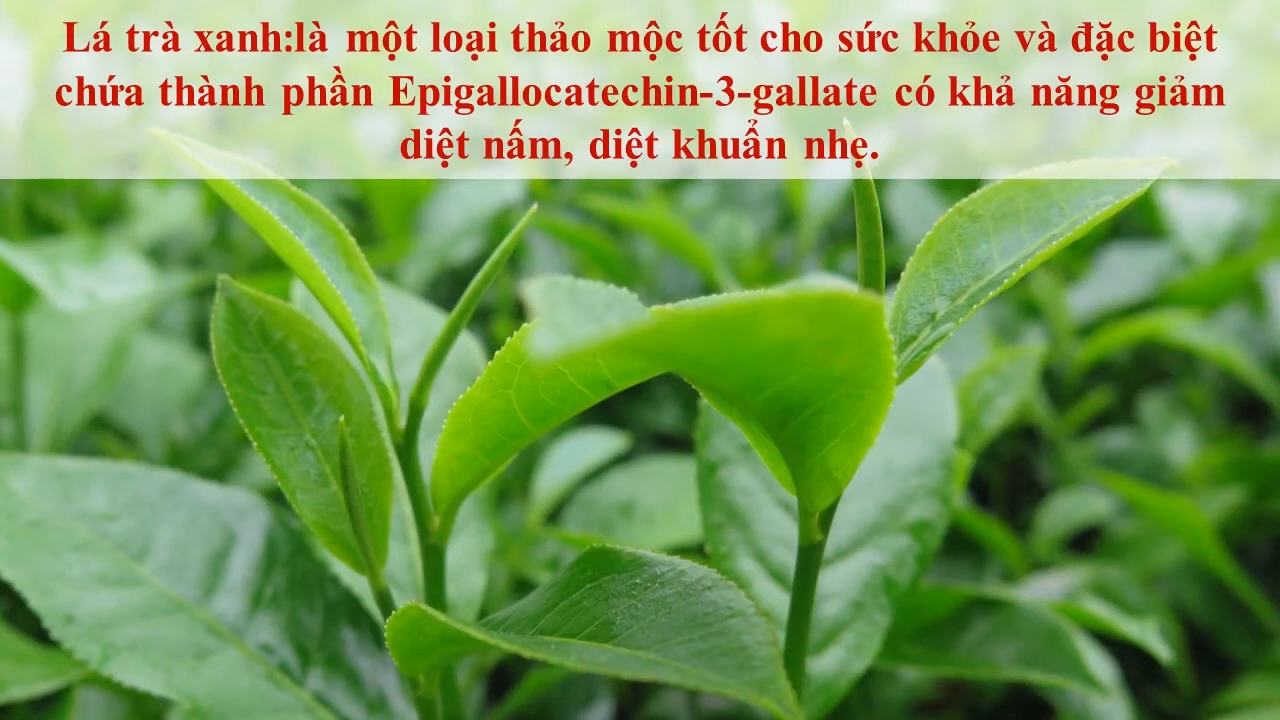 Lá trà xanh:là một loại thảo mộc tốt cho sức khỏe và đặc biệt
chứa thành phần Epigallocatechin-3-gallate có khả năng giảm
diệt nấm, diệt khuẩn nhẹ.